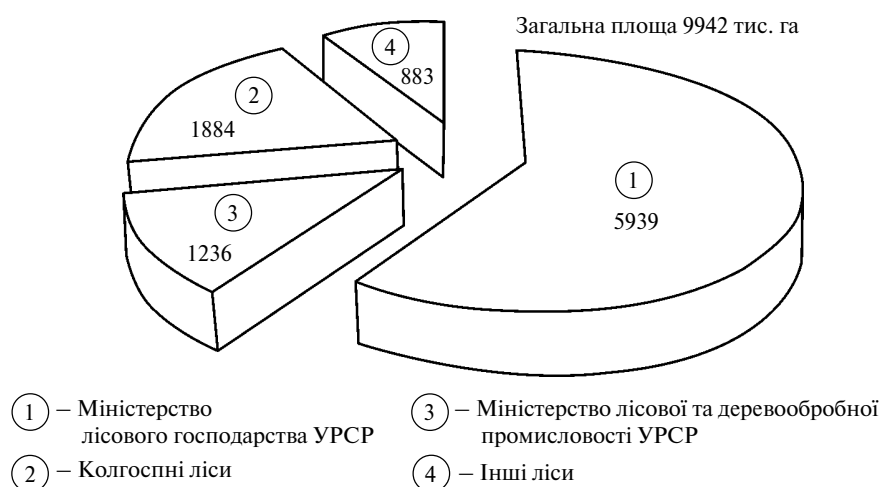 Загальна площа 9942 тис. га
4
883
2
1884
1
5939
3
1236
1 – Міністерство
лісового господарства УРСР
2 – Колгоспні ліси
3 – Міністерство лісової та деревообробної
промисловості УРСР
4 – Інші ліси